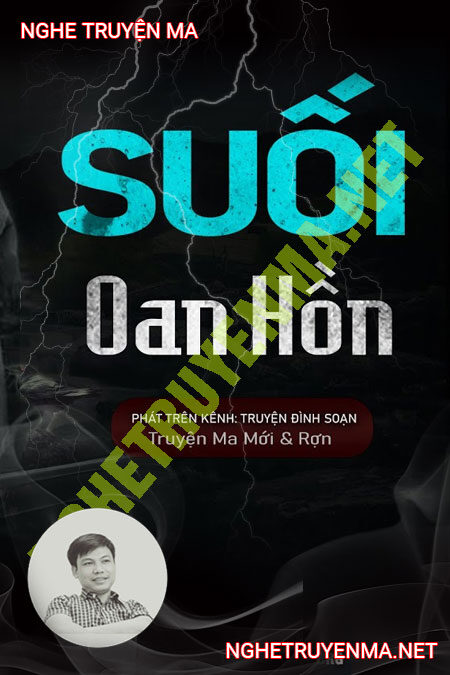 NGHE TRUYỆN MA
SUỐI
Oan Hồn
NGHETRUYENMA.NET
PHÁT TRÊN KÊNH: TRUYỆN ĐÌNH SOẠN
Truyện Ma Mới & Rợn
NGHETRUYENMA.NET